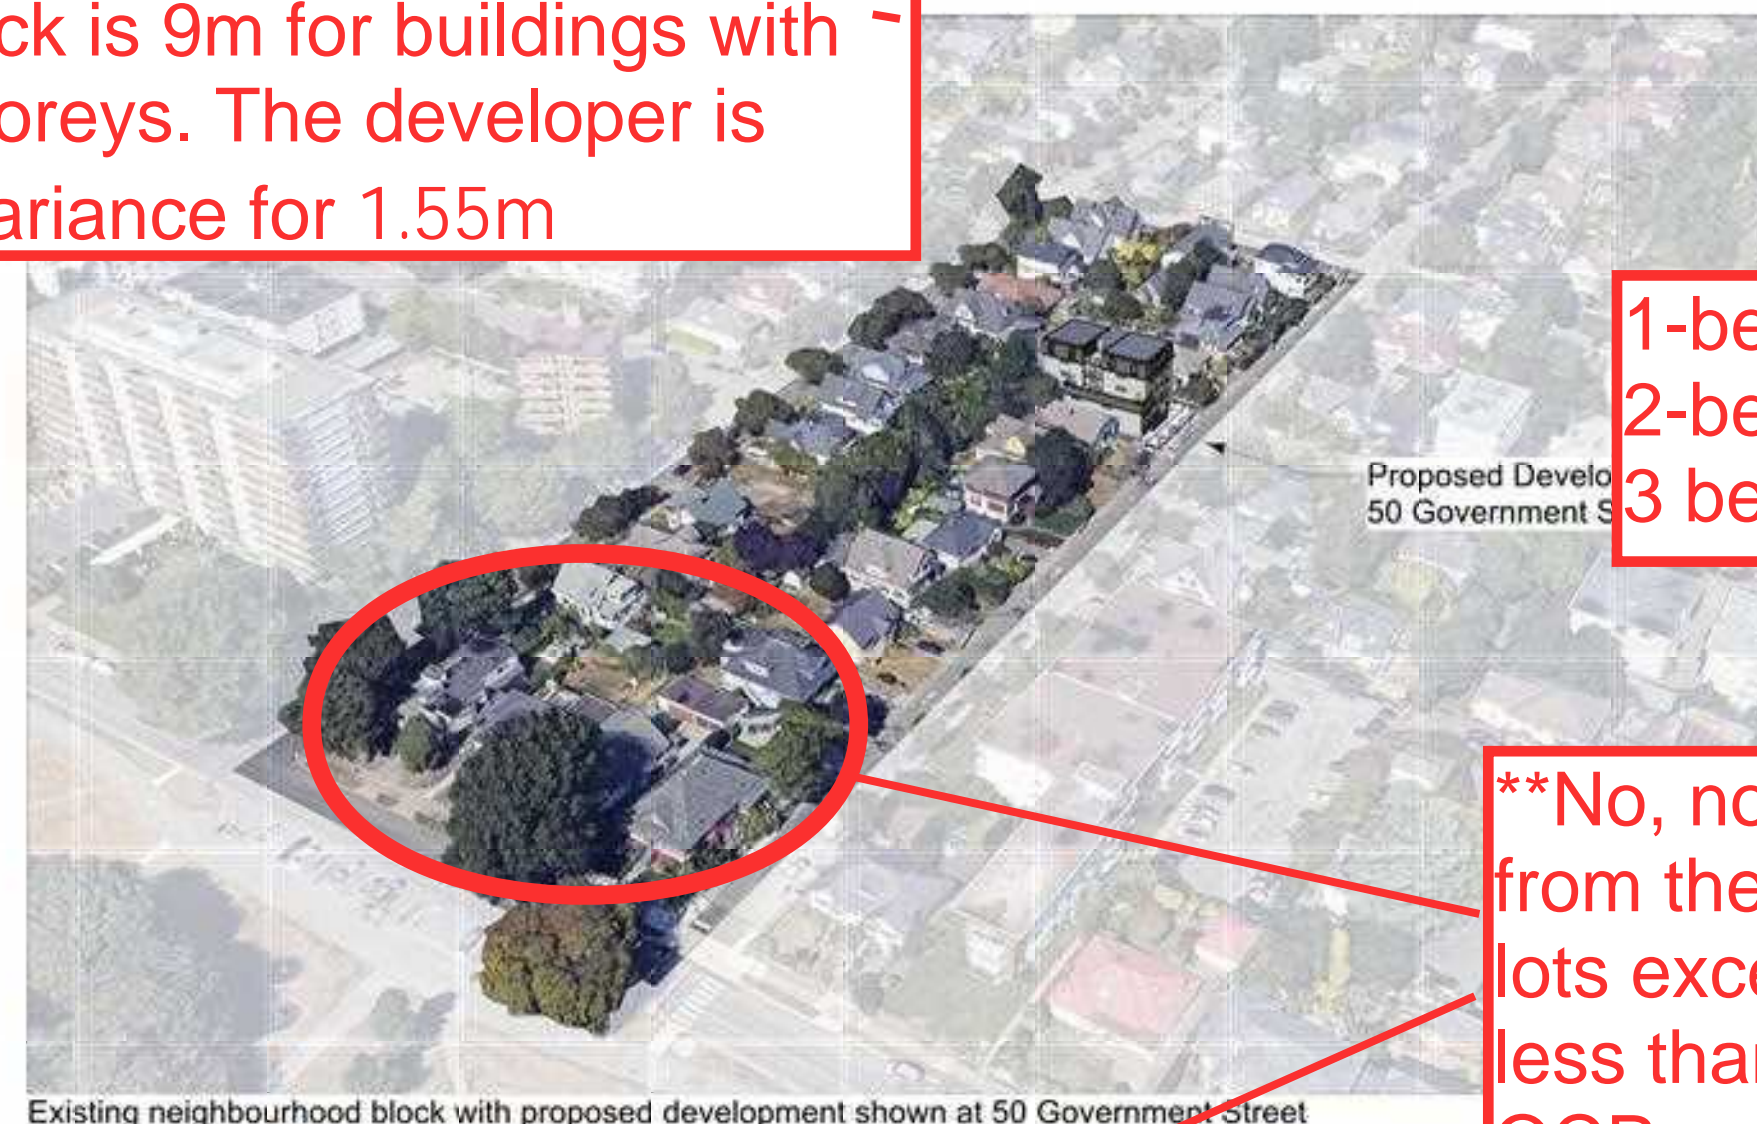 ck is 9m for buildings with
oreys. The developer is
ariance for 1.55m
1-be
2-be
3 be
Proposed Develo
50 Government S
**No, no
from the
lots exce
less than
Existing neighbourhood block with proposed development shown at 50 Government Street